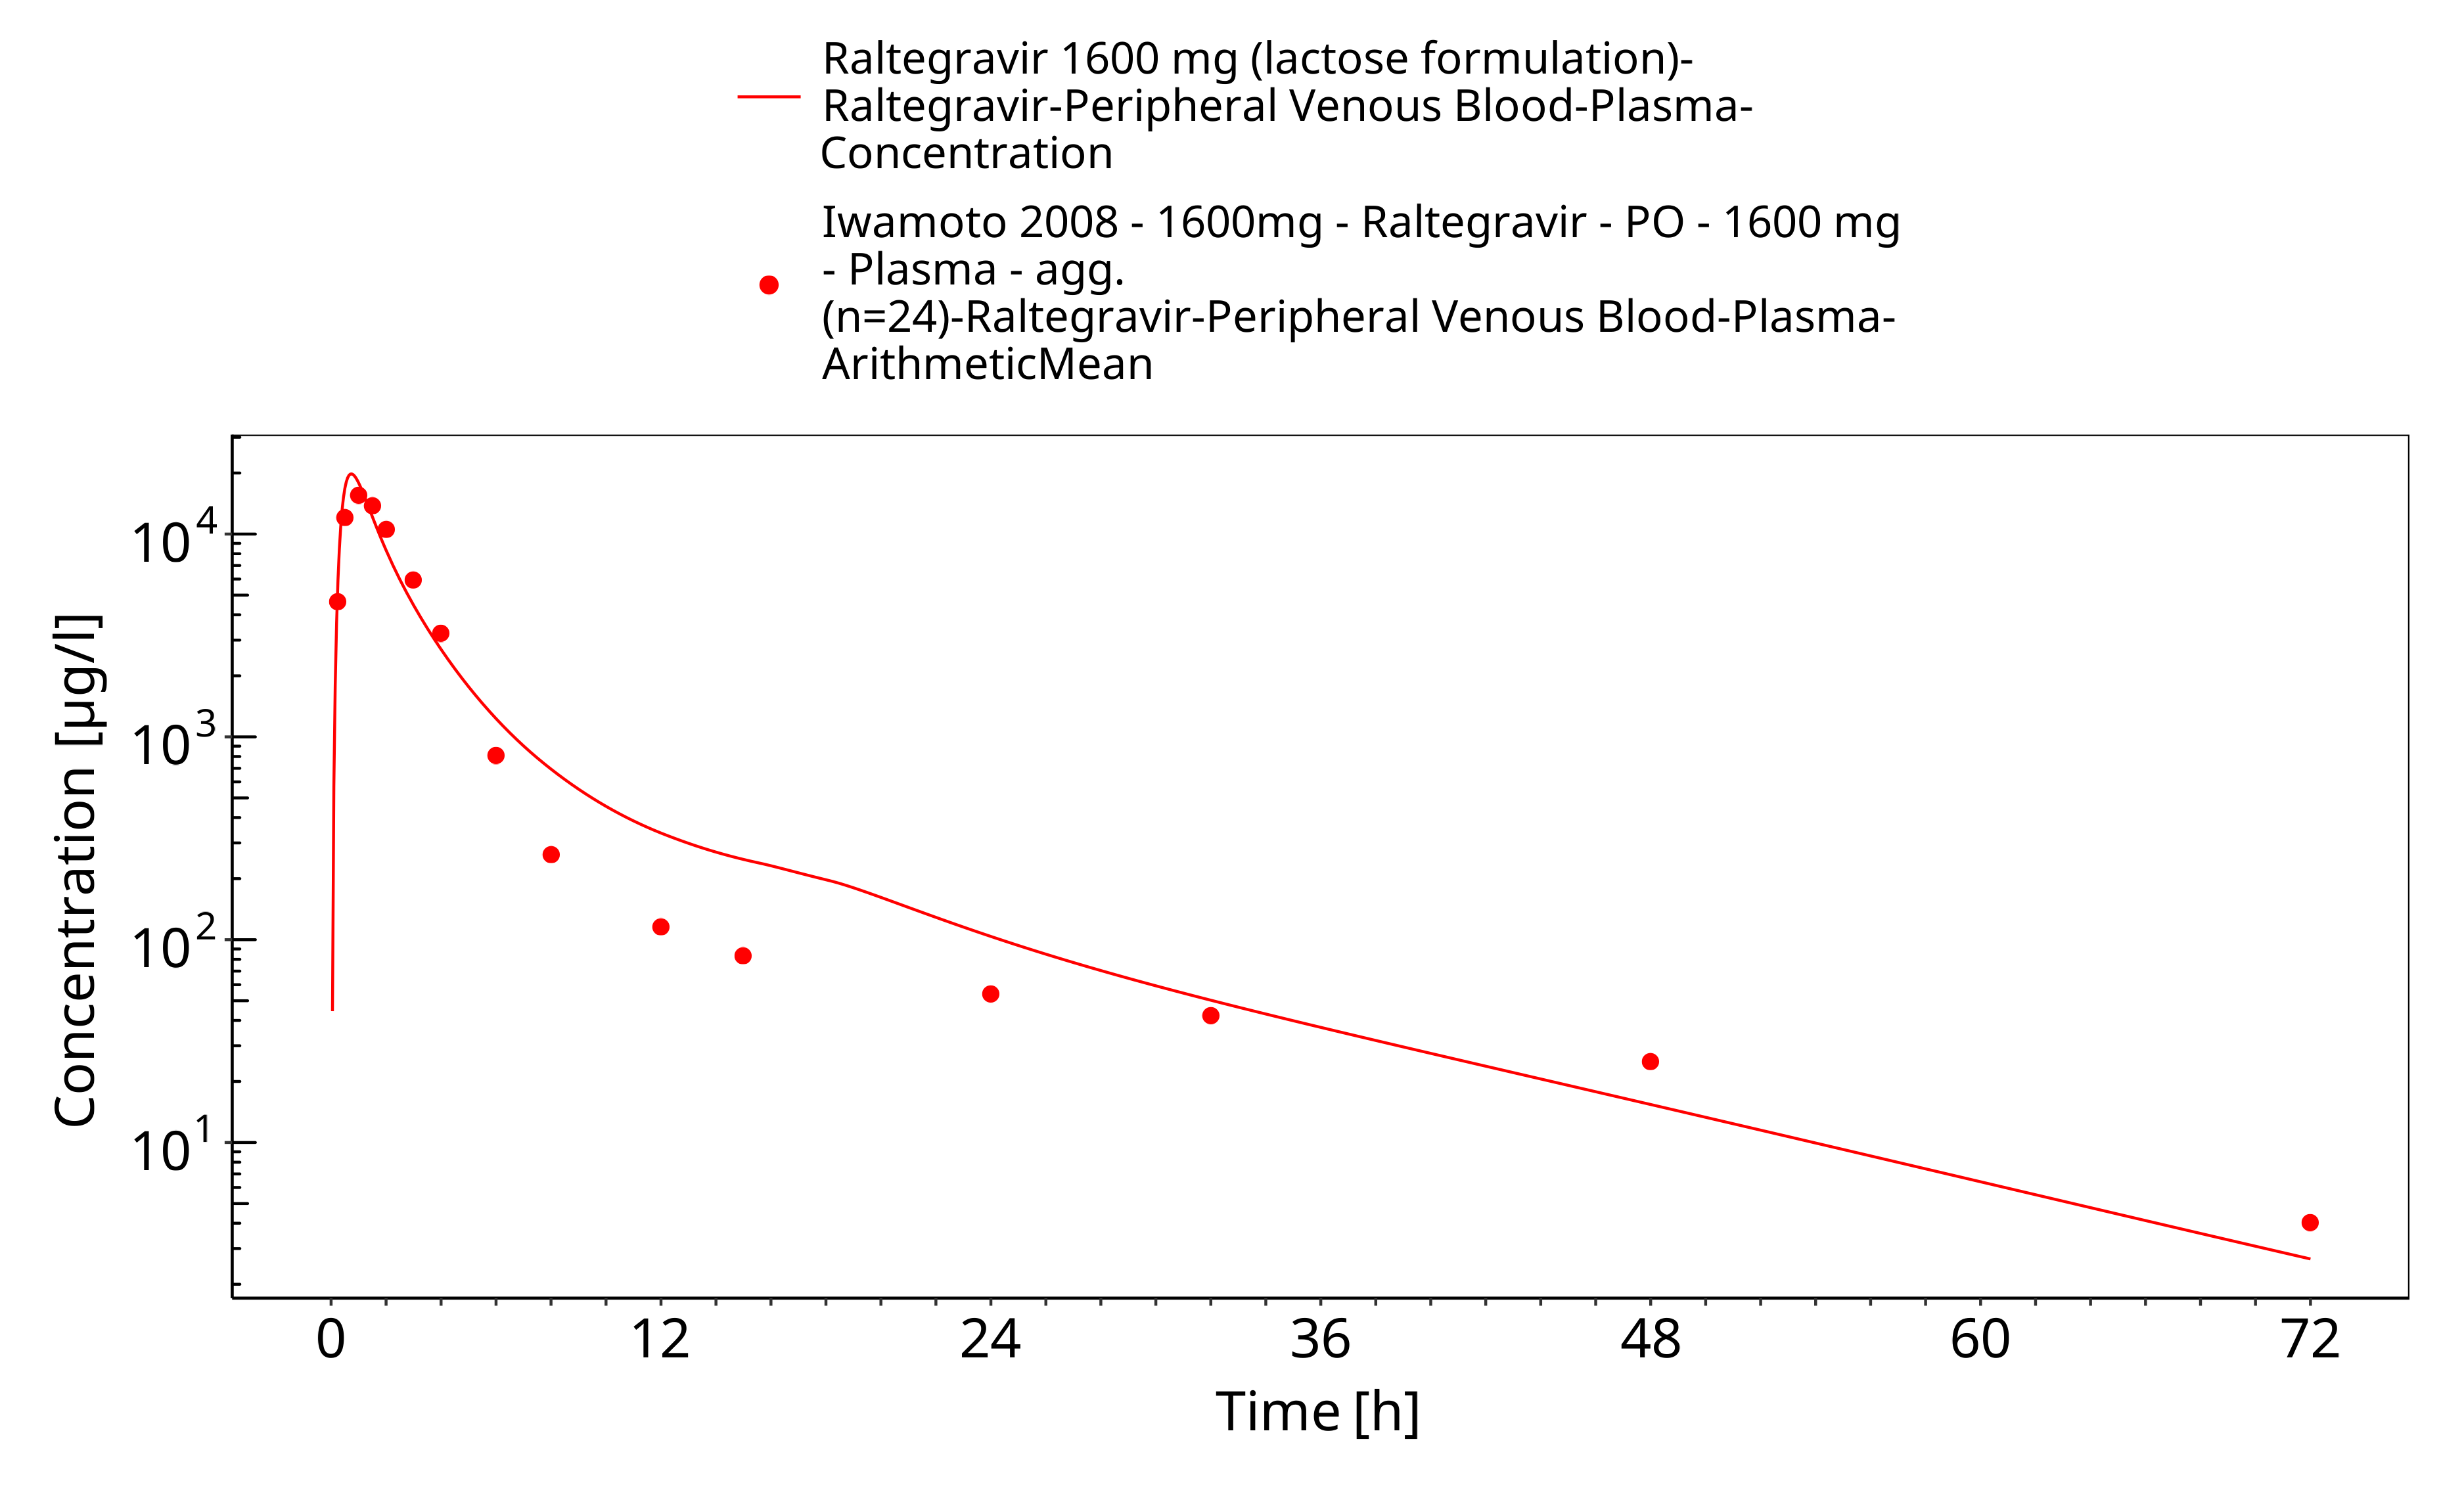 Raltegravir 1600 mg (lactose formulation)-
Raltegravir-Peripheral Venous Blood-Plasma-
Concentration
Iwamoto 2008 - 1600mg - Raltegravir - PO - 1600 mg
- Plasma - agg.
(n=24)-Raltegravir-Peripheral Venous Blood-Plasma-
ArithmeticMean
Concentration [µg/l]
10^4
10^3
10^2
10^1
0 12 24 36 48 60 72
Time [h]